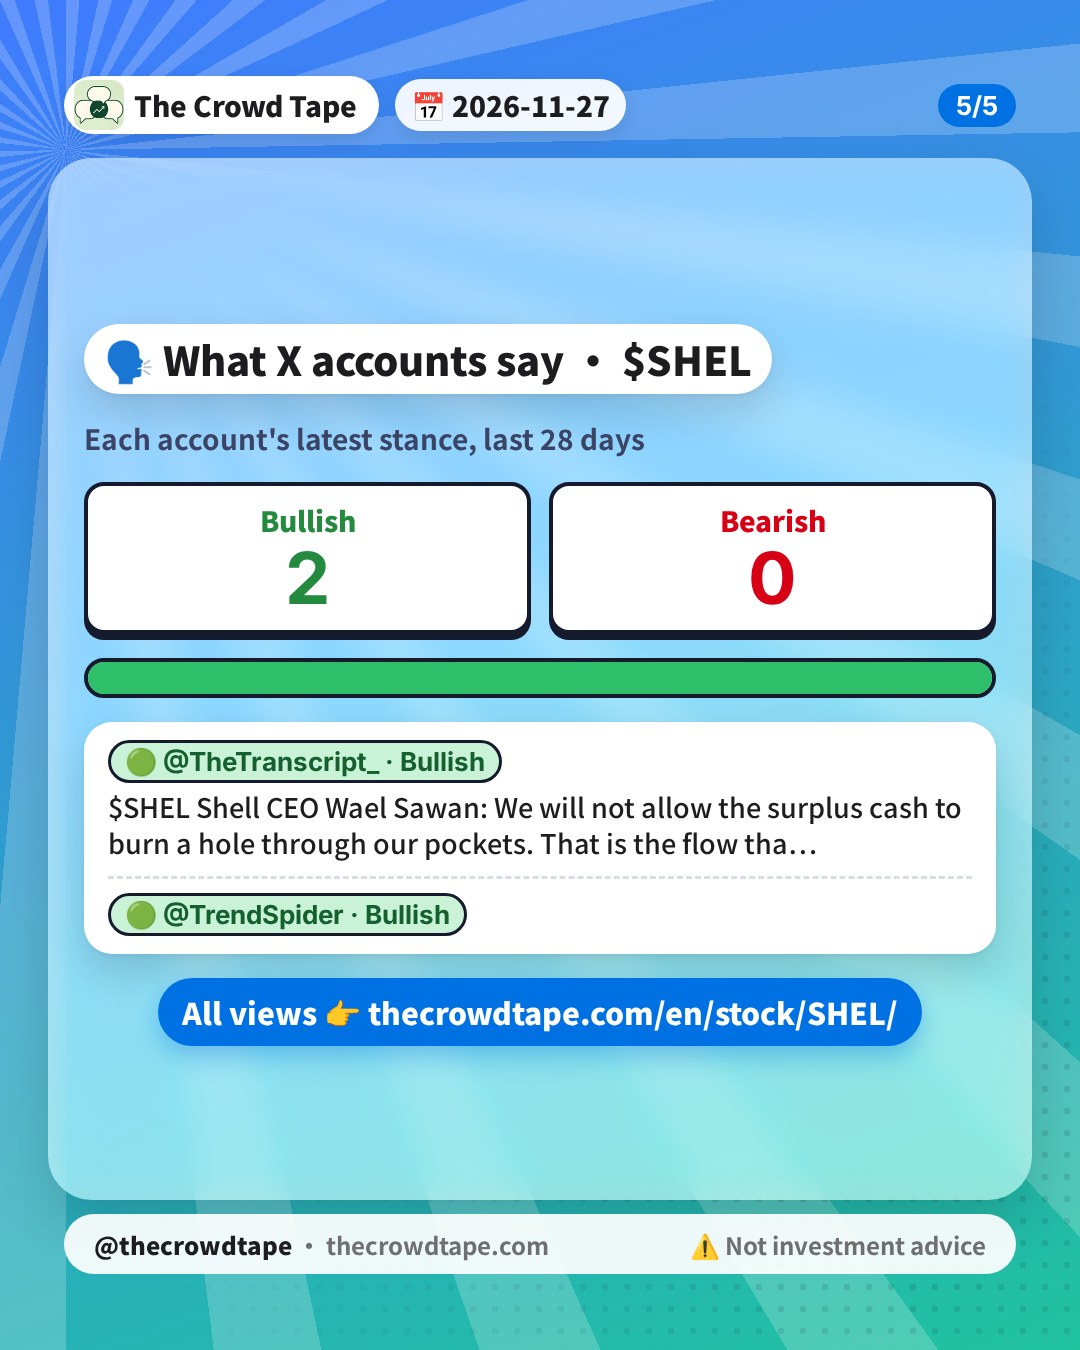 The Crowd Tape
📅 2026-11-27
5/5
🗣️ What X accounts say • $SHEL
Each account's latest stance, last 28 days
Bullish
2
Bearish
0
🟢 @TheTranscript_ · Bullish
$SHEL Shell CEO Wael Sawan: We will not allow the surplus cash to
burn a hole through our pockets. That is the flow tha…
🟢 @TrendSpider · Bullish
All views 👉 thecrowdtape.com/en/stock/SHEL/
@thecrowdtape • thecrowdtape.com
⚠️ Not investment advice